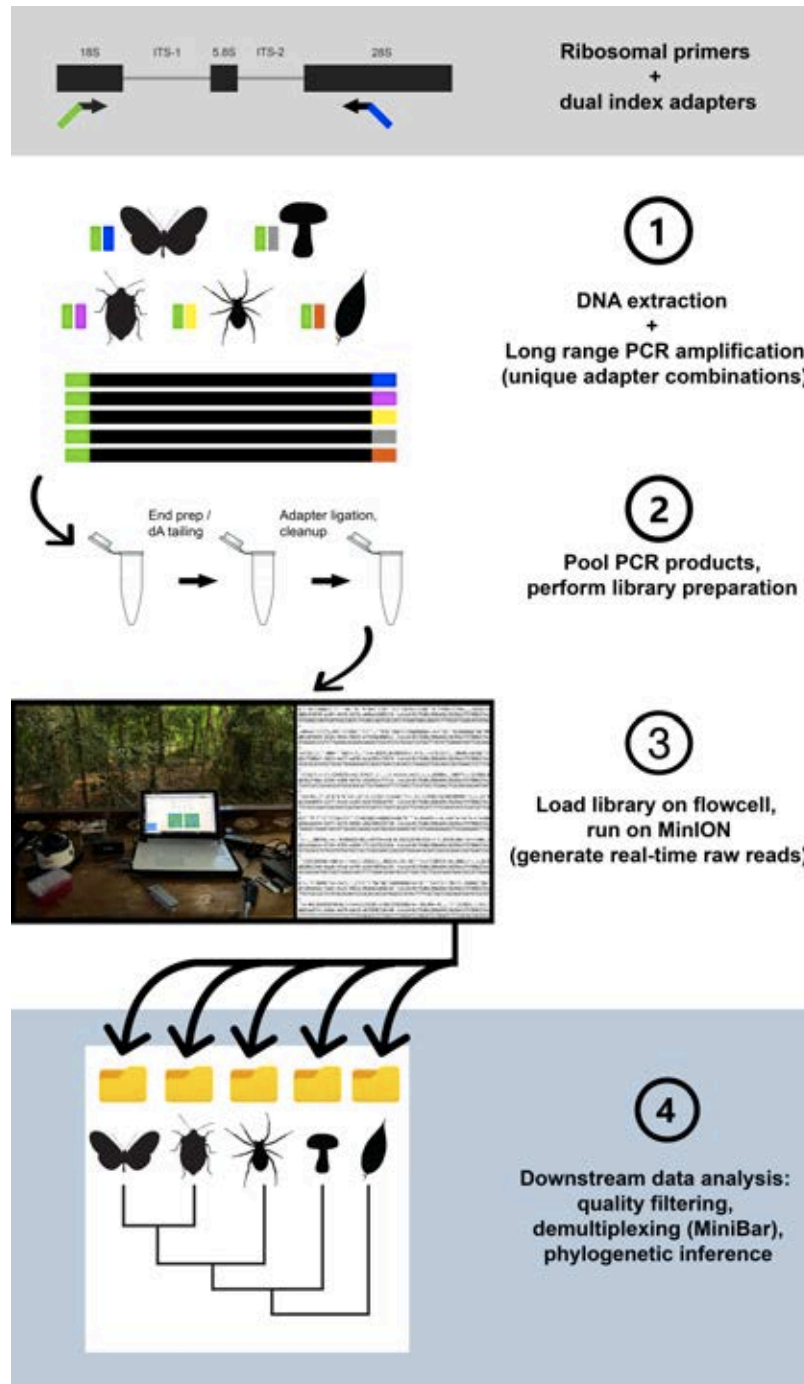 18S ITS-1 5.8S ITS-2 28S
Ribosomal primers
+
dual index adapters
1
DNA extraction
+
Long range PCR amplification
(unique adapter combinations)
End prep /
dA tailing
Adapter ligation,
cleanup
2
Pool PCR products,
perform library preparation
3
Load library on flowcell,
run on MinION
(generate real-time raw reads)
4
Downstream data analysis:
quality filtering,
demultiplexing (MiniBar),
phylogenetic inference